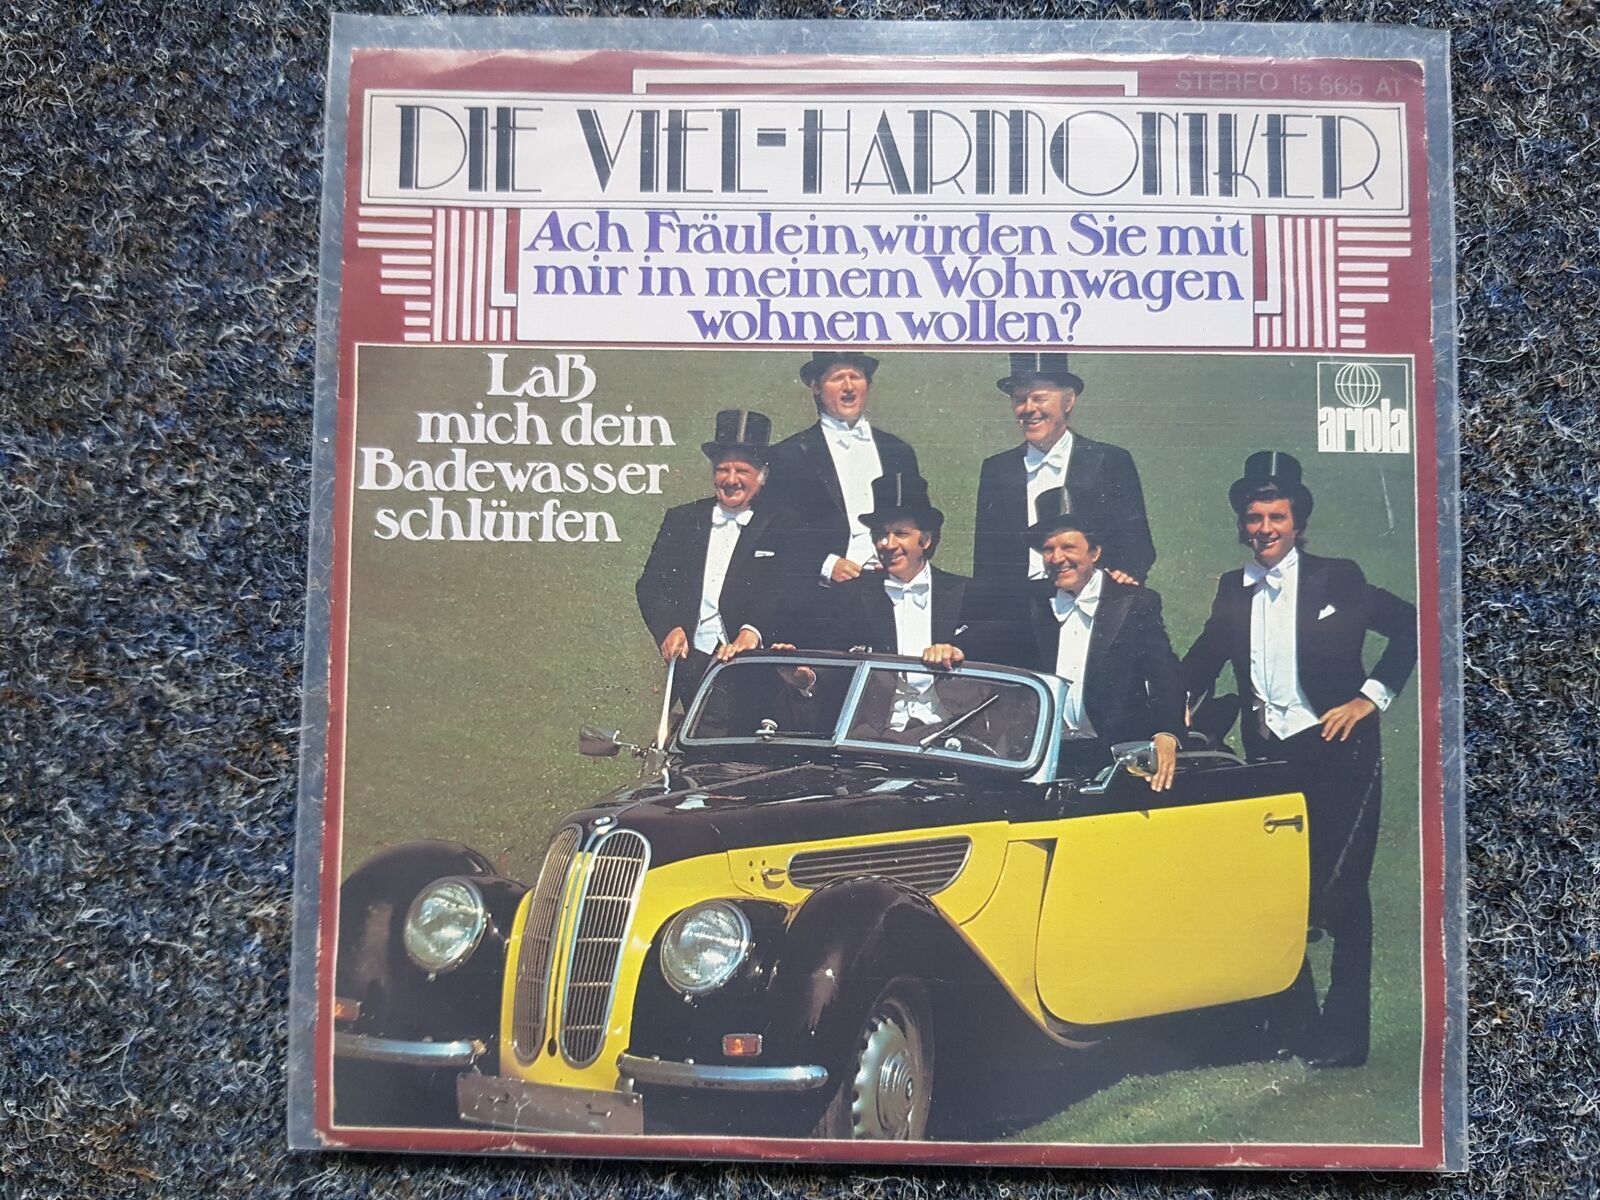 STEREO 15 665 AT
DIE VIEL-HARMONIKER
Ach Fräulein, würden Sie mit
mir in meinem Wohnwagen
wohnen wollen?
Laß
mich dein
Badewasser
schlürfen
ariola